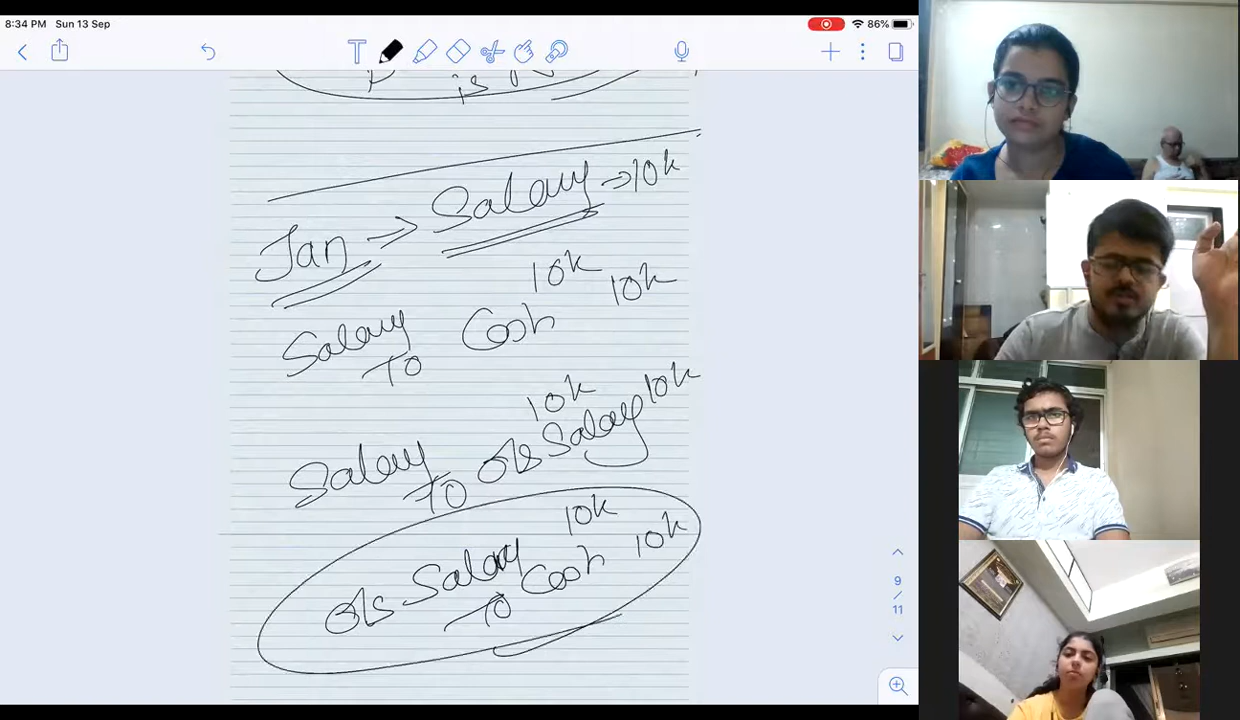 8:34 PM Sun 13 Sep
86%
T
is
Jan => Salary => 10k
Salary 10k
To Cash 10k
Salary 10k
To O/s Salary 10k
O/s Salary 10k
To Cash 10k
9
/
11